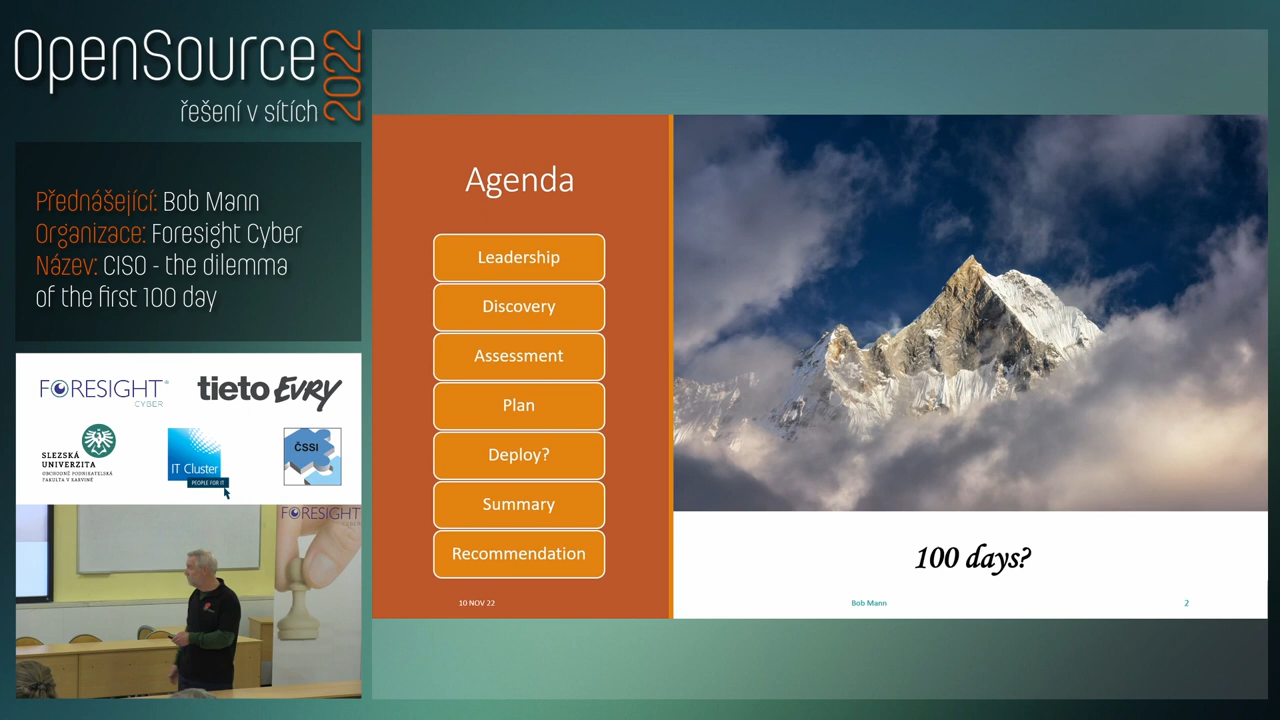 OpenSource
2022
řešení v sítích
Přednášející: Bob Mann
Organizace: Foresight Cyber
Název: CISO - the dilemma
of the first 100 day
FORESIGHT®
CYBER
tieto EVRY
SLEZSKÁ
UNIVERZITA
OBCHODNĚ PODNIKATELSKÁ
FAKULTA V KARVINÉ
IT Cluster
PEOPLE FOR IT
ČSSI
FORESIGHT
CYBER
Agenda
Leadership
Discovery
Assessment
Plan
Deploy?
Summary
Recommendation
10 NOV 22
100 days?
Bob Mann
2